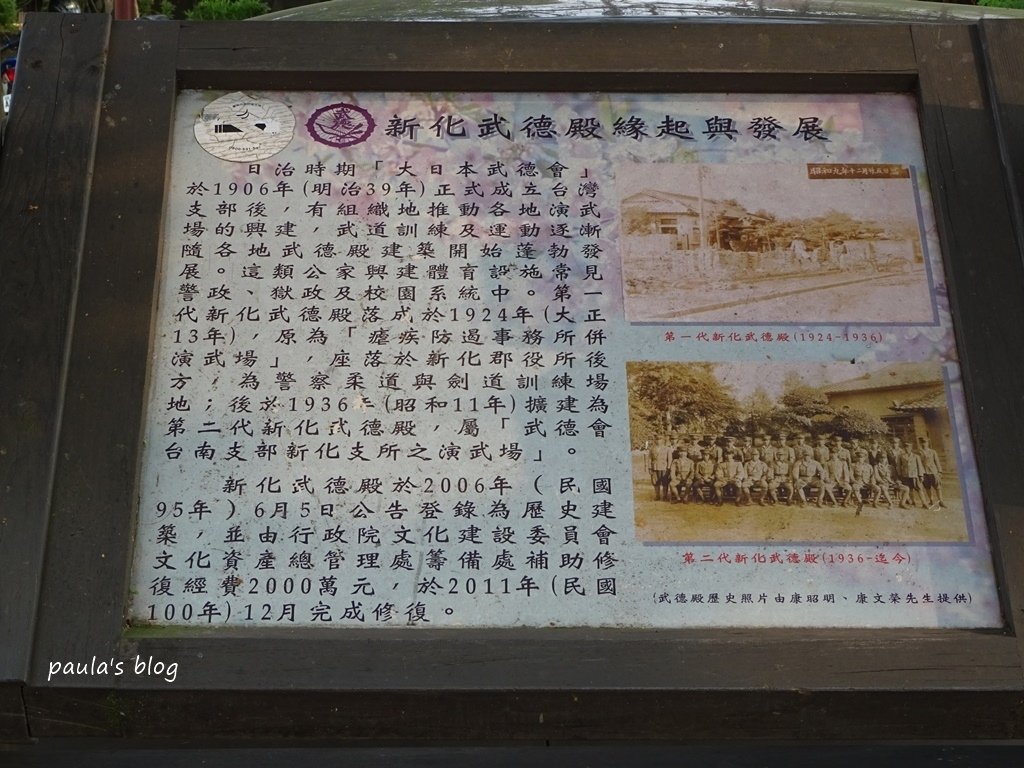 新化武德殿緣起與發展
日治時期「大日本武德會」
於1906年(明治39年)正式成立台灣
支部後，有組織地推動各地演武
場的興建，武道訓練及運動逐漸
隨各地武德殿建築開始蓬勃發
展。這類公家興建體育設施常見
警政、獄政及校園系統中。第一
代新化武德殿落成於1924年(大正
13年)，原為「瘧疾防遏事務所併
演武場」，座落於新化郡役所後
方，為警察柔道與劍道訓練場
地；後於1936年(昭和11年)擴建為
第二代新化武德殿，屬「武德會
台南支部新化支所之演武場」。
新化武德殿於2006年（民國
95年）6月5日公告登錄為歷史建
築，並由行政院文化建設委員會
文化資產總管理處籌備處補助修
復經費2000萬元，於2011年(民國
100年)12月完成修復。
第一代新化武德殿(1924-1936)
第二代新化武德殿(1936-迄今)
(武德殿歷史照片由康昭明、康文榮先生提供)
paula's blog